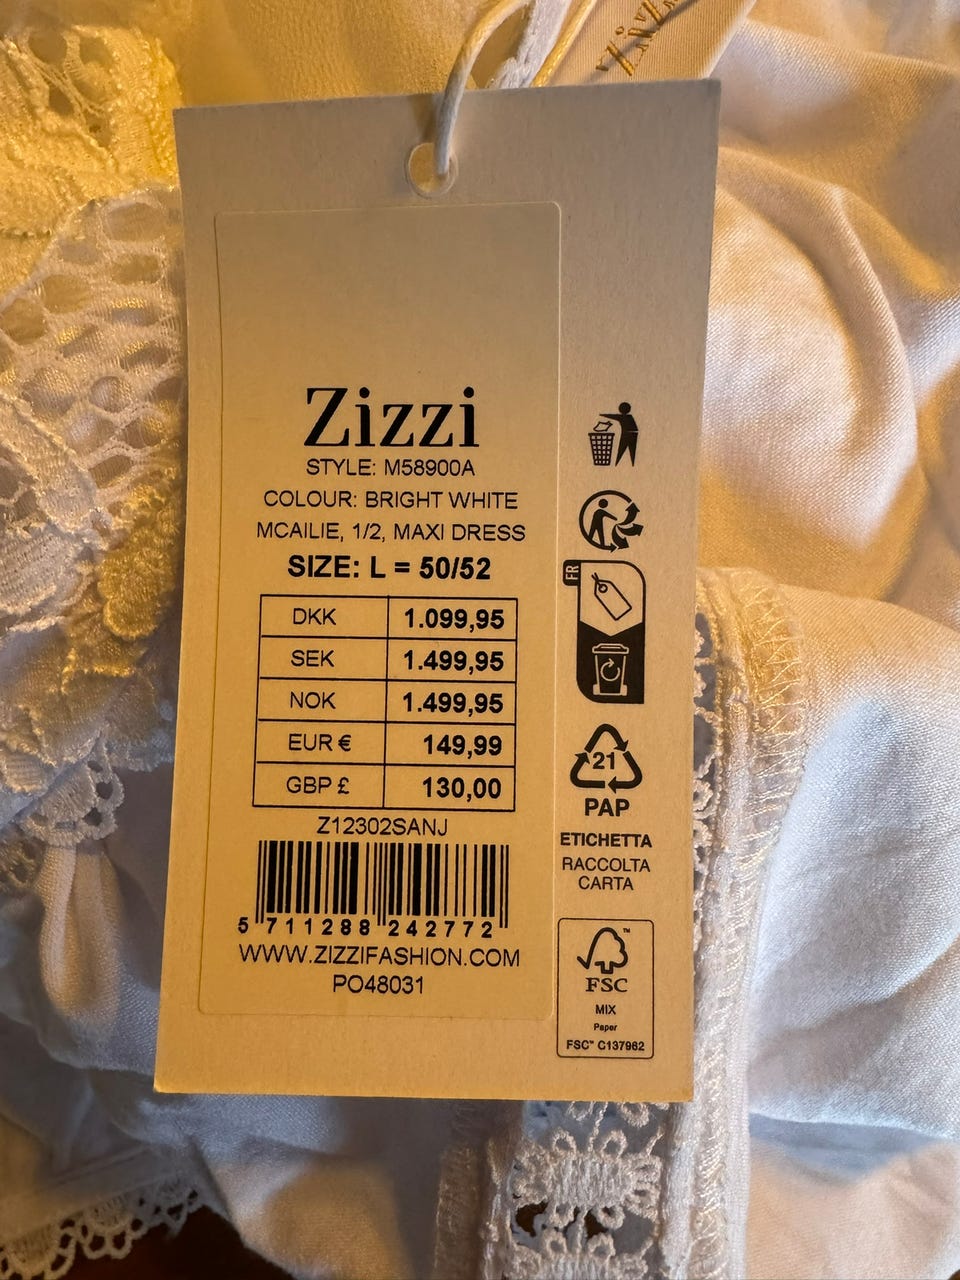 Zizzi
STYLE: M58900A
COLOUR: BRIGHT WHITE
MCAILIE, 1/2, MAXI DRESS
SIZE: L = 50/52
DKK 1.099,95
SEK 1.499,95
NOK 1.499,95
EUR € 149,99
GBP £ 130,00
Z12302SANJ
5 711288 242772
WWW.ZIZZIFASHION.COM
PO48031
FR
21
PAP
ETICHETTA
RACCOLTA
CARTA
FSC™
MIX
Paper
FSC™ C137962